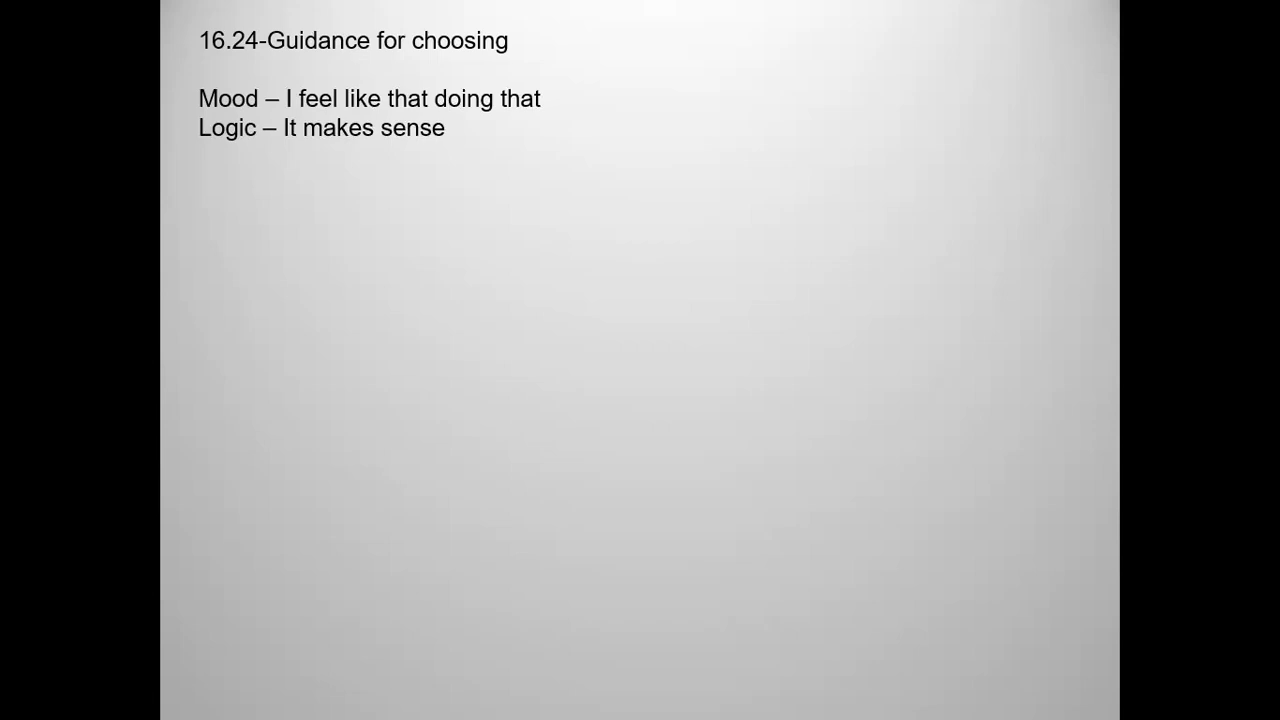 16.24-Guidance for choosing
Mood – I feel like that doing that
Logic – It makes sense